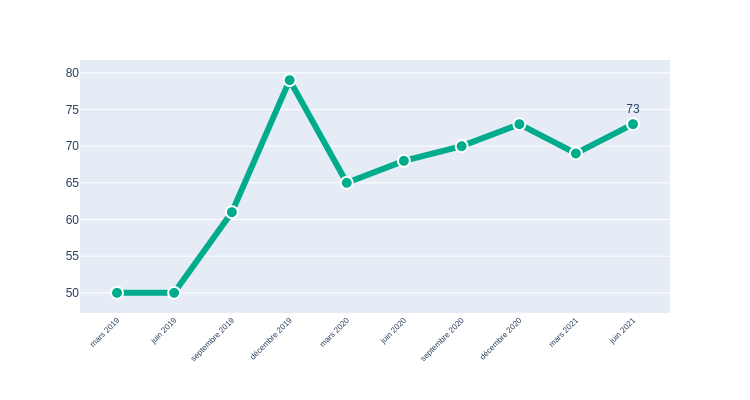 80
75
73
70
65
60
55
50
mars 2019
juin 2019
septembre 2019
décembre 2019
mars 2020
juin 2020
septembre 2020
décembre 2020
mars 2021
juin 2021